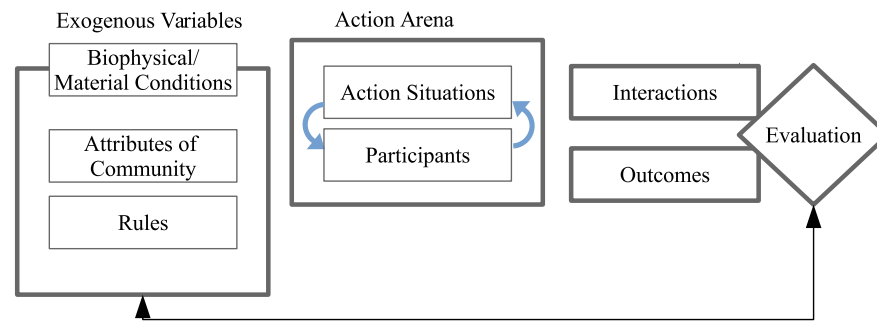 Exogenous Variables
Biophysical/
Material Conditions
Attributes of
Community
Rules
Action Arena
Action Situations
Participants
Interactions
Outcomes
Evaluation